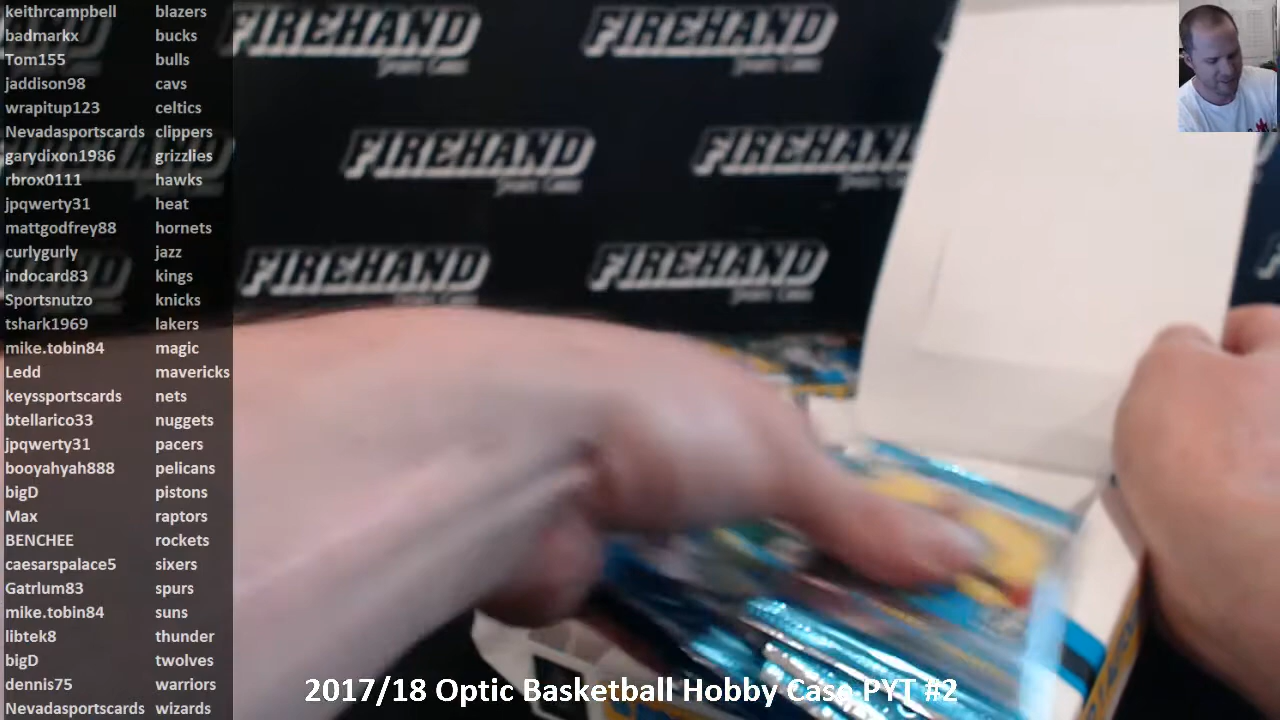 keithrcampbell blazers
badmarkx bucks
Tom155 bulls
jaddison98 cavs
wrapitup123 celtics
Nevadasportscards clippers
garydixon1986 grizzlies
rbrox0111 hawks
jpqwerty31 heat
mattgodfrey88 hornets
curlygurly jazz
indocard83 kings
Sportsnutzo knicks
tshark1969 lakers
mike.tobin84 magic
Ledd mavericks
keyssportscards nets
btellarico33 nuggets
jpqwerty31 pacers
booyahyah888 pelicans
bigD pistons
Max raptors
BENCHEE rockets
caesarspalace5 sixers
Gatrlum83 spurs
mike.tobin84 suns
libtek8 thunder
bigD twolves
dennis75 warriors
Nevadasportscards wizards
FIREHAND FIREHAND
FIREHAND FIREHAND
FIREHAND FIREHAND
2017/18 Optic Basketball Hobby Case PYT #2